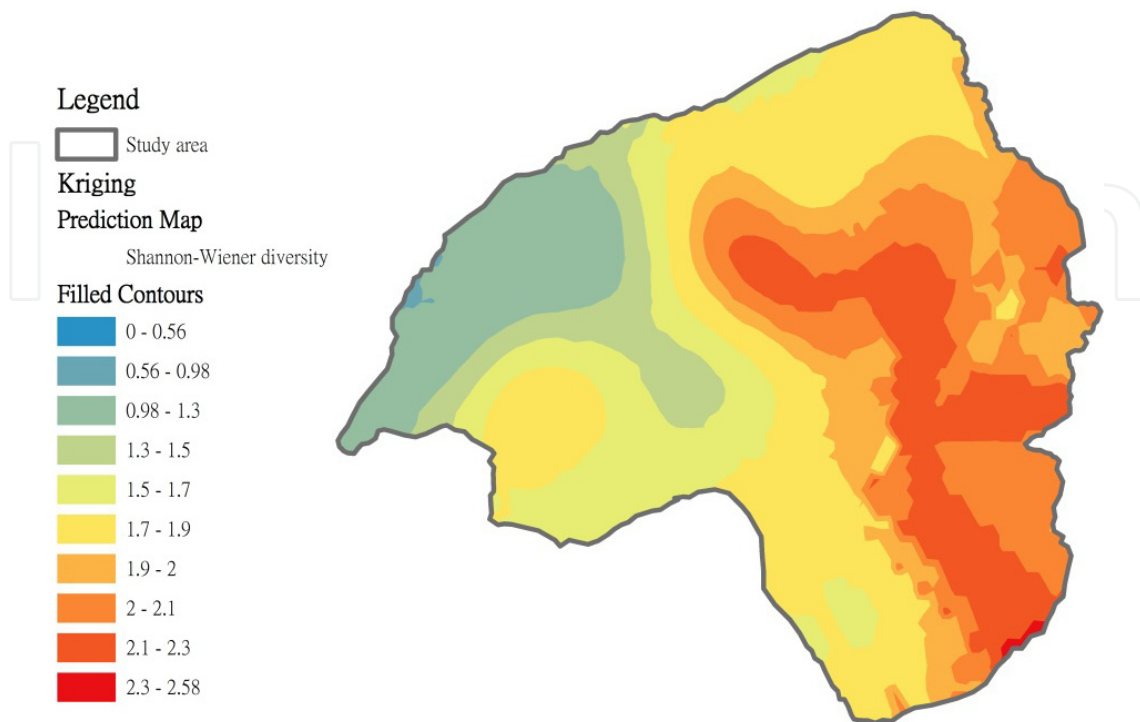 Legend
Study area
Kriging
Prediction Map
Shannon-Wiener diversity
Filled Contours
0 - 0.56
0.56 - 0.98
0.98 - 1.3
1.3 - 1.5
1.5 - 1.7
1.7 - 1.9
1.9 - 2
2 - 2.1
2.1 - 2.3
2.3 - 2.58